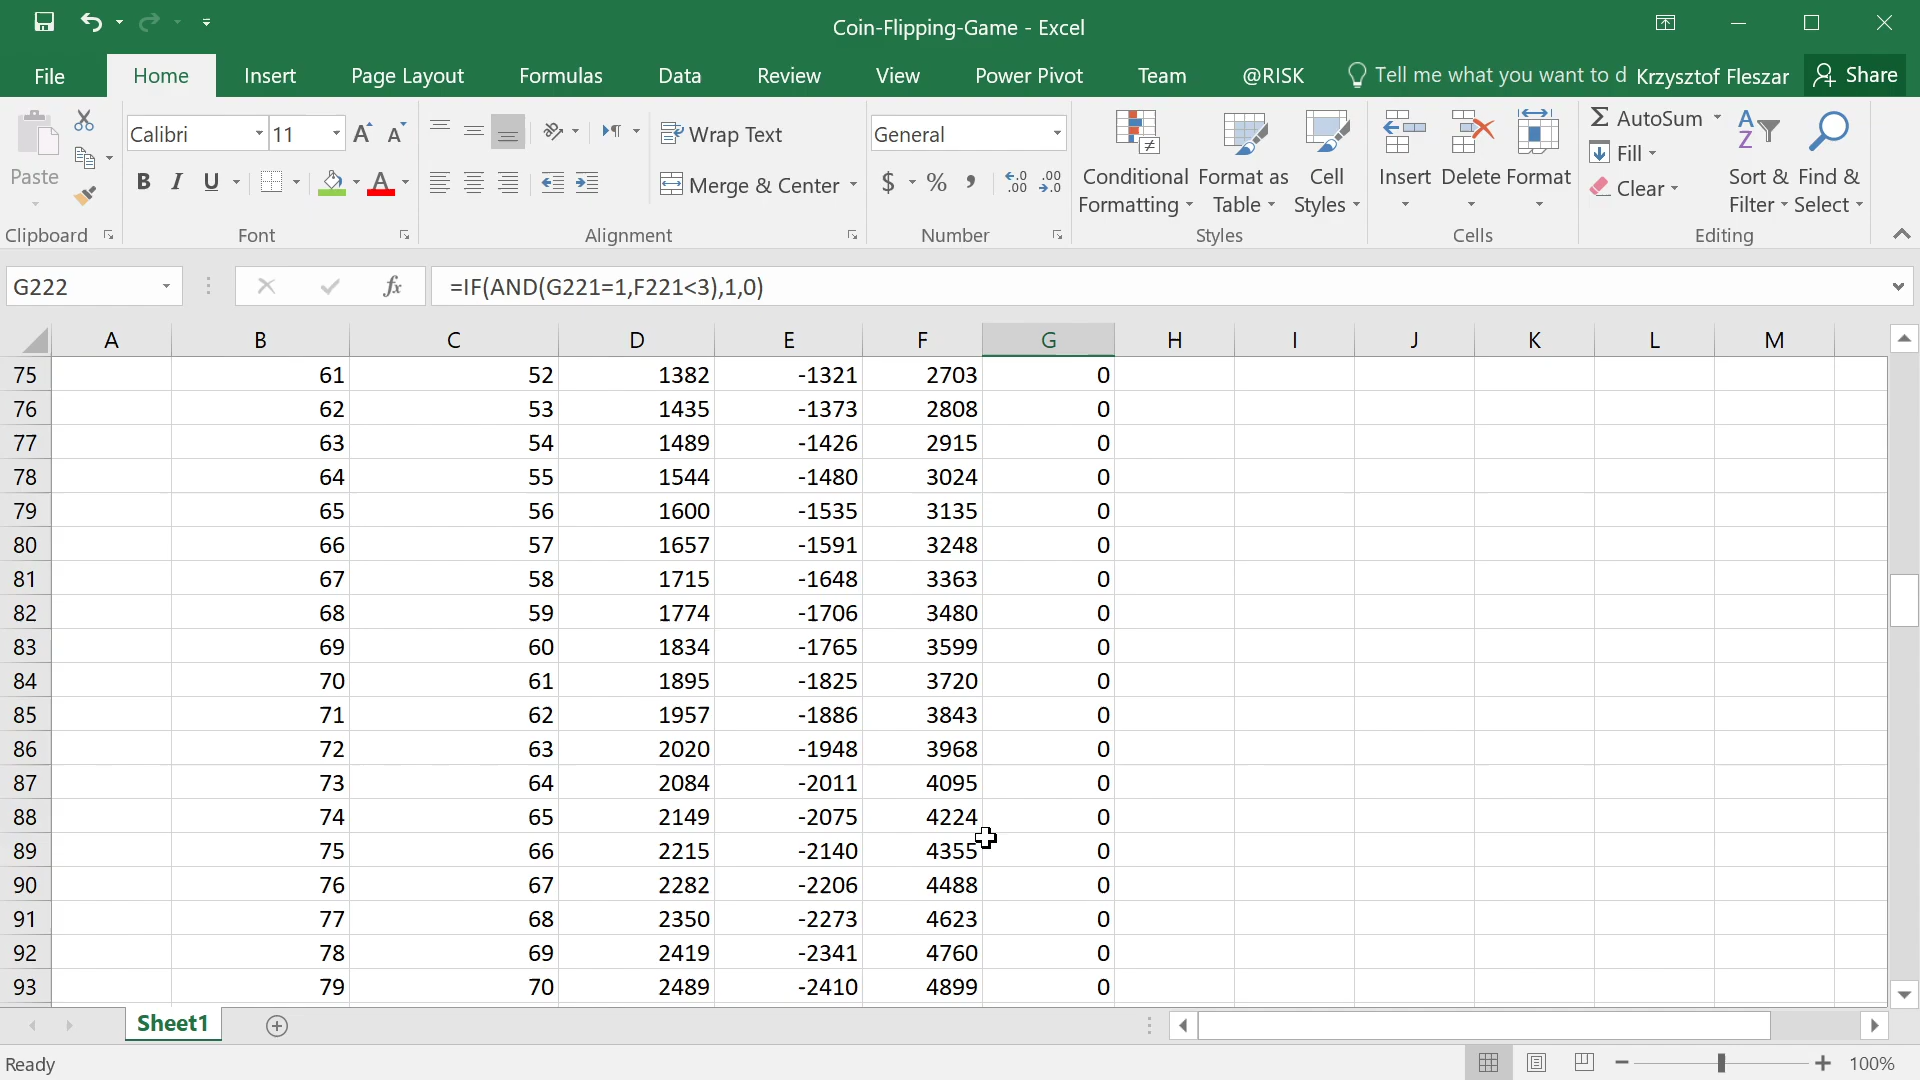 Coin-Flipping-Game - Excel
File Home Insert Page Layout Formulas Data Review View Power Pivot Team @RISK Tell me what you want to d Krzysztof Fleszar Share
Paste
Clipboard
Calibri 11
B I U A
Font
Wrap Text
Merge & Center
Alignment
General
$ % , .00 .00
Number
Conditional Formatting
Format as Table
Cell Styles
Styles
Insert Delete Format
Cells
AutoSum
Fill
Clear
Sort & Filter
Find & Select
Editing
G222 fx =IF(AND(G221=1,F221<3),1,0)
A B C D E F G H I J K L M
75 61 52 1382 -1321 2703 0
76 62 53 1435 -1373 2808 0
77 63 54 1489 -1426 2915 0
78 64 55 1544 -1480 3024 0
79 65 56 1600 -1535 3135 0
80 66 57 1657 -1591 3248 0
81 67 58 1715 -1648 3363 0
82 68 59 1774 -1706 3480 0
83 69 60 1834 -1765 3599 0
84 70 61 1895 -1825 3720 0
85 71 62 1957 -1886 3843 0
86 72 63 2020 -1948 3968 0
87 73 64 2084 -2011 4095 0
88 74 65 2149 -2075 4224 0
89 75 66 2215 -2140 4355 0
90 76 67 2282 -2206 4488 0
91 77 68 2350 -2273 4623 0
92 78 69 2419 -2341 4760 0
93 79 70 2489 -2410 4899 0
Sheet1
Ready 100%